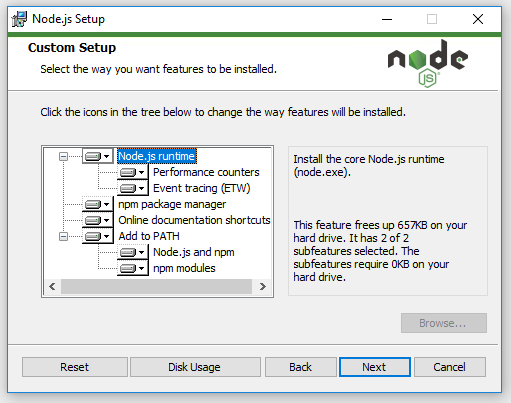 Node.js Setup
Custom Setup
Select the way you want features to be installed.
node
JS
Click the icons in the tree below to change the way features will be installed.
Node.js runtime
Performance counters
Event tracing (ETW)
npm package manager
Online documentation shortcuts
Add to PATH
Node.js and npm
npm modules
Install the core Node.js runtime
(node.exe).
This feature frees up 657KB on your
hard drive. It has 2 of 2
subfeatures selected. The
subfeatures require 0KB on your
hard drive.
Browse...
Reset
Disk Usage
Back
Next
Cancel